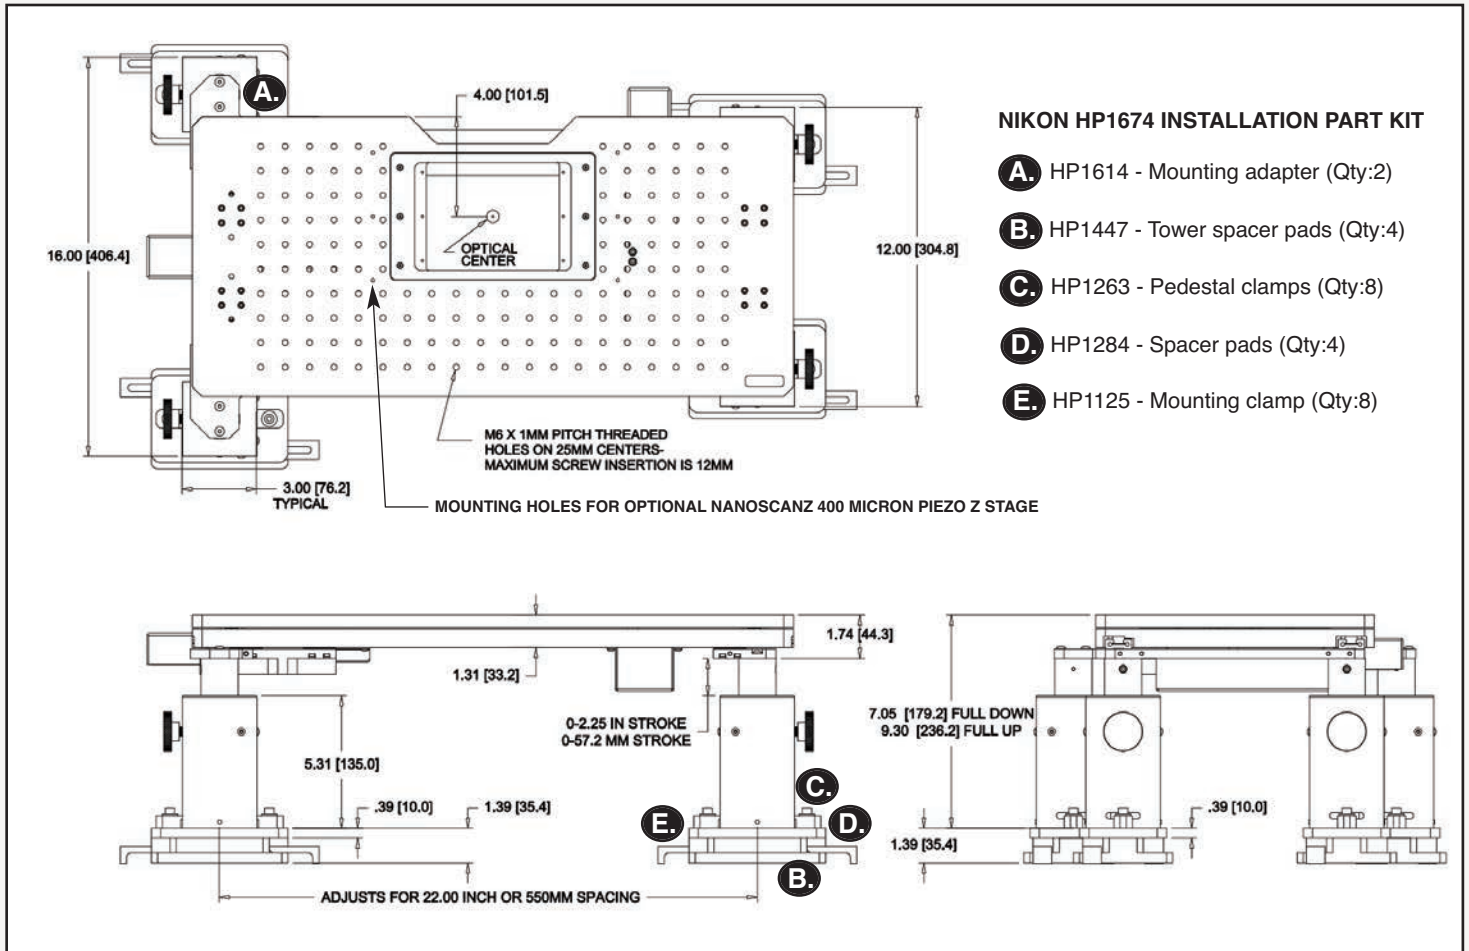 A.
4.00 [101.5]
16.00 [406.4]
OPTICAL
CENTER
12.00 [304.8]
M6 X 1MM PITCH THREADED
HOLES ON 25MM CENTERS-
MAXIMUM SCREW INSERTION IS 12MM
3.00 [76.2]
TYPICAL
MOUNTING HOLES FOR OPTIONAL NANOSCANZ 400 MICRON PIEZO Z STAGE
NIKON HP1674 INSTALLATION PART KIT
A. HP1614 - Mounting adapter (Qty:2)
B. HP1447 - Tower spacer pads (Qty:4)
C. HP1263 - Pedestal clamps (Qty:8)
D. HP1284 - Spacer pads (Qty:4)
E. HP1125 - Mounting clamp (Qty:8)
1.74 [44.3]
1.31 [33.2]
0-2.25 IN STROKE
0-57.2 MM STROKE
7.05 [179.2] FULL DOWN
9.30 [236.2] FULL UP
5.31 [135.0]
C.
.39 [10.0]
1.39 [35.4]
E.
D.
.39 [10.0]
1.39 [35.4]
B.
ADJUSTS FOR 22.00 INCH OR 550MM SPACING